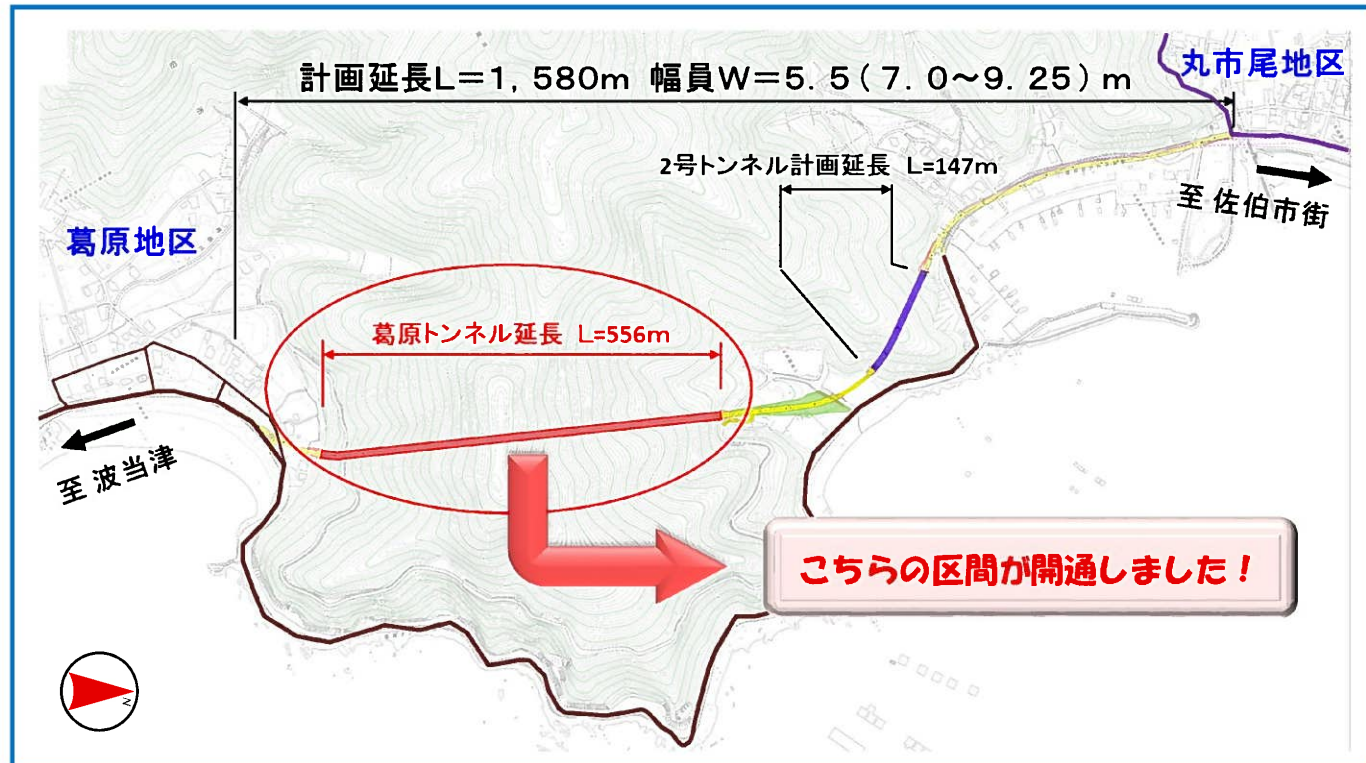 計画延長L=1,580m 幅員W=5.5(7.0～9.25)m
丸市尾地区
2号トンネル計画延長 L=147m
至 佐伯市街
葛原地区
葛原トンネル延長 L=556m
至 波当津
こちらの区間が開通しました!
N